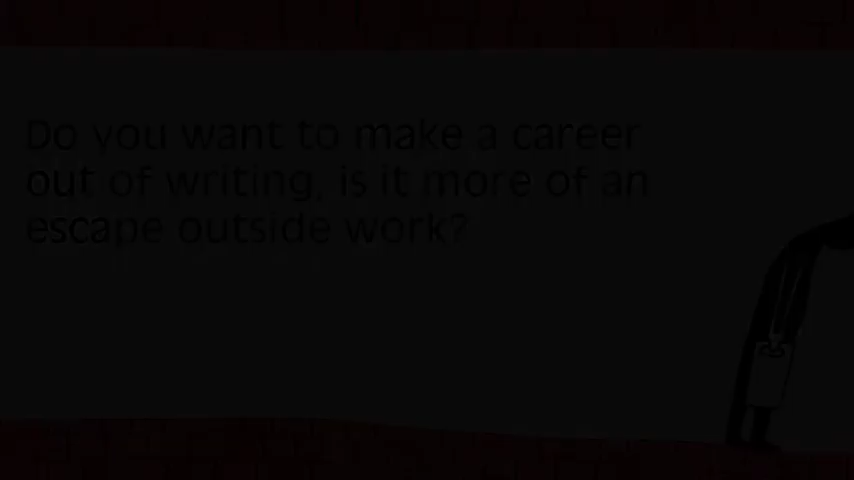 Do you want to make a career
out of writing, is it more of an
escape outside work?